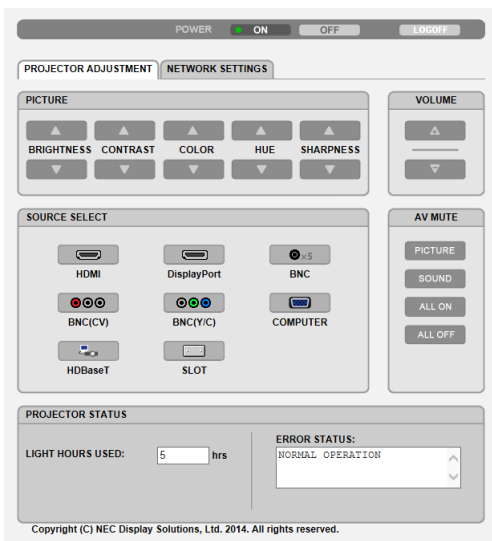 POWER ON OFF LOGOFF
PROJECTOR ADJUSTMENT NETWORK SETTINGS
PICTURE
BRIGHTNESS CONTRAST COLOR HUE SHARPNESS
VOLUME
SOURCE SELECT
HDMI DisplayPort ×5 BNC
BNC(CV) BNC(Y/C) COMPUTER
HDBaseT SLOT
AV MUTE
PICTURE
SOUND
ALL ON
ALL OFF
PROJECTOR STATUS
LIGHT HOURS USED: 5 hrs
ERROR STATUS:
NORMAL OPERATION
Copyright (C) NEC Display Solutions, Ltd. 2014. All rights reserved.